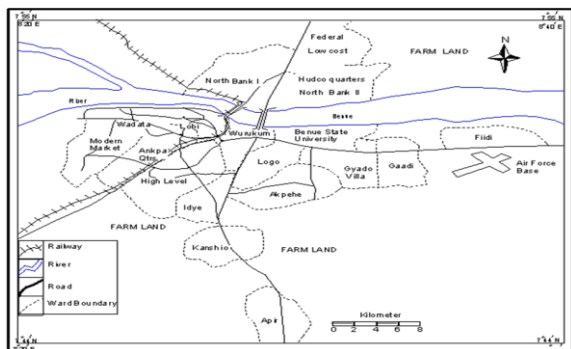 7°55
8°20 E
7°55
8°40 E
Federal
Low cost
FARM LAND
N
North Bank I
Hudco quarters
North Bank II
River
Benue
Wadata
Lobi
Wurukum
Benue State
University
Fiidi
Modern
Market
Ankpa
Qtrs.
High Level
Logo
Gyado
Villa
Gaadi
Air Force
Base
Idye
Akpehe
FARM LAND
Kanshio
FARM LAND
Railway
River
Road
Ward Boundary
Apir
Kilometer
0 2 4 6 8
7°44